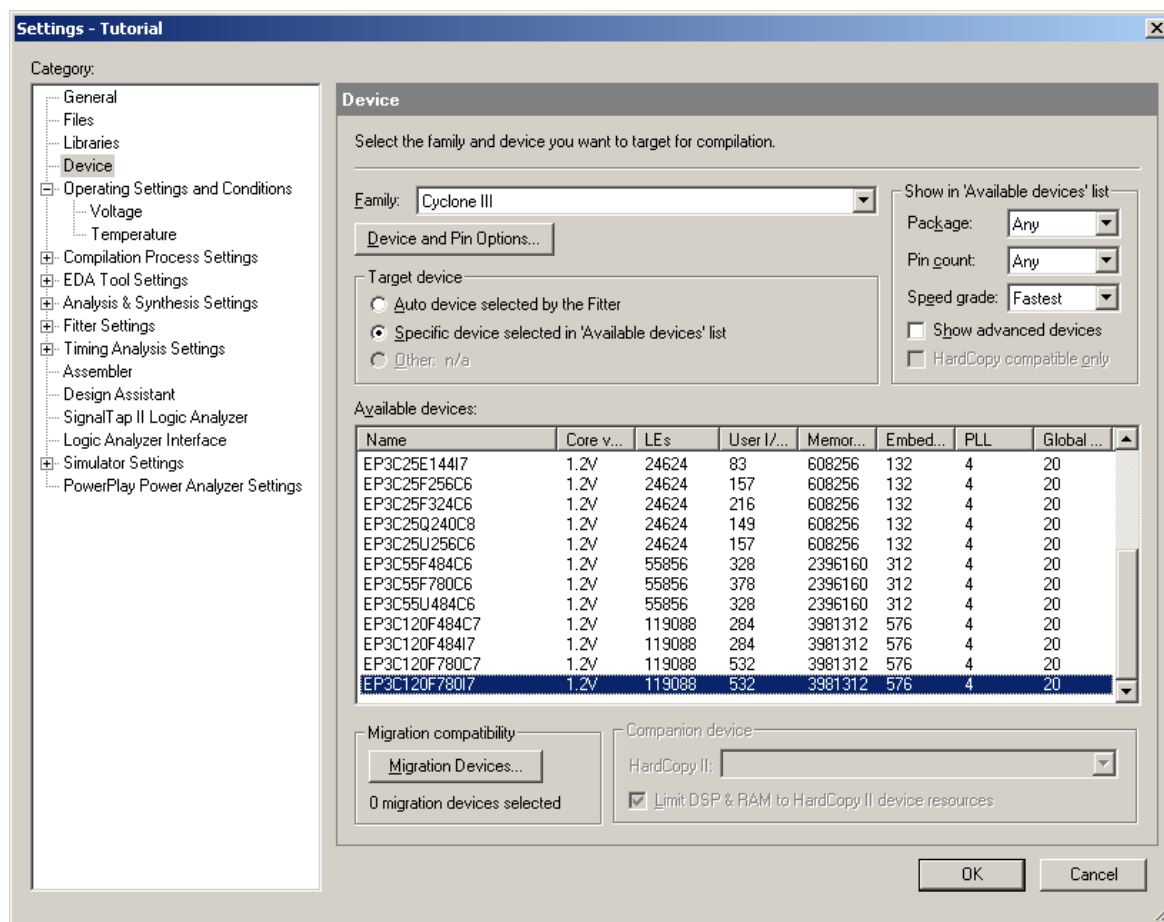 Settings - Tutorial
Category:
General
Files
Libraries
Device
Operating Settings and Conditions
Voltage
Temperature
Compilation Process Settings
EDA Tool Settings
Analysis & Synthesis Settings
Fitter Settings
Timing Analysis Settings
Assembler
Design Assistant
SignalTap II Logic Analyzer
Logic Analyzer Interface
Simulator Settings
PowerPlay Power Analyzer Settings
Device
Select the family and device you want to target for compilation.
Family: Cyclone III
Device and Pin Options...
Target device
Auto device selected by the Fitter
Specific device selected in 'Available devices' list
Other: n/a
Show in 'Available devices' list
Package: Any
Pin count: Any
Speed grade: Fastest
Show advanced devices
HardCopy compatible only
Available devices:
Name Core v... LEs User I/... Memor... Embed... PLL Global ...
EP3C25E144I7 1.2V 24624 83 608256 132 4 20
EP3C25F256C6 1.2V 24624 157 608256 132 4 20
EP3C25F324C6 1.2V 24624 216 608256 132 4 20
EP3C25Q240C8 1.2V 24624 149 608256 132 4 20
EP3C25U256C6 1.2V 24624 157 608256 132 4 20
EP3C55F484C6 1.2V 55856 328 2396160 312 4 20
EP3C55F780C6 1.2V 55856 378 2396160 312 4 20
EP3C55U484C6 1.2V 55856 328 2396160 312 4 20
EP3C120F484C7 1.2V 119088 284 3981312 576 4 20
EP3C120F484I7 1.2V 119088 284 3981312 576 4 20
EP3C120F780C7 1.2V 119088 532 3981312 576 4 20
EP3C120F780I7 1.2V 119088 532 3981312 576 4 20
Migration compatibility
Migration Devices...
0 migration devices selected
Companion device
HardCopy II:
Limit DSP & RAM to HardCopy II device resources
OK Cancel